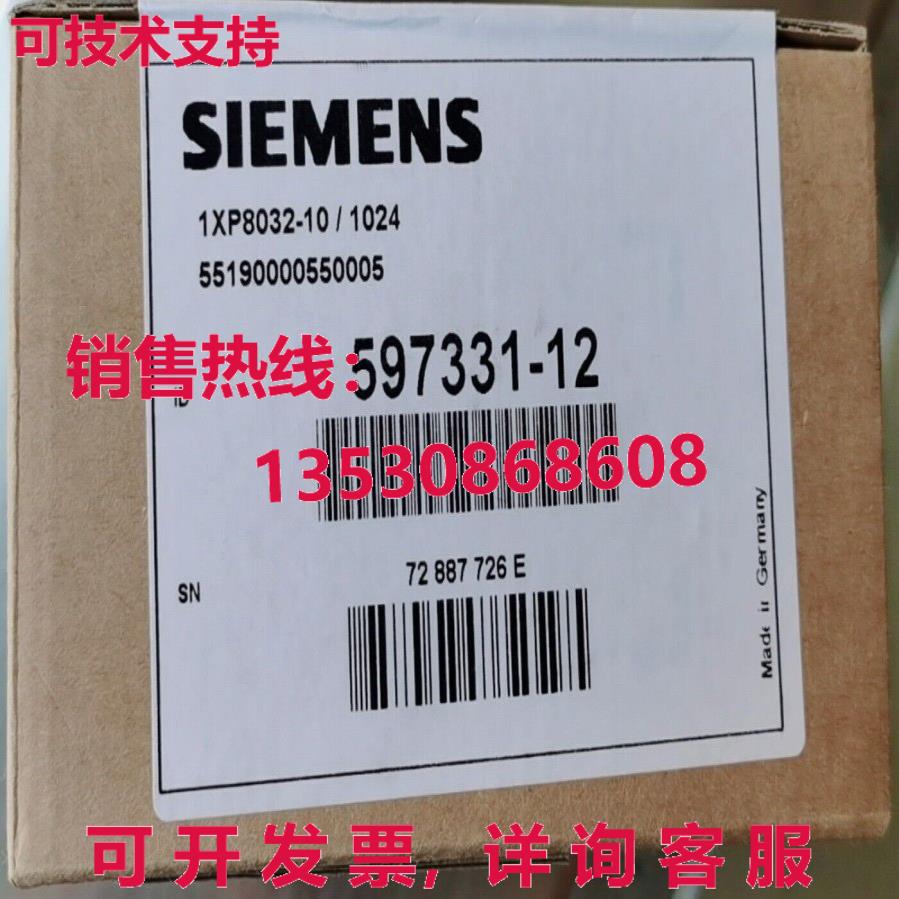 可技术支持
SIEMENS
1XP8032-10 / 1024
55190000550005
销售热线:
ID 597331-12
13530868608
SN 72 887 726 E
Made in Germany
可开发票, 详询客服